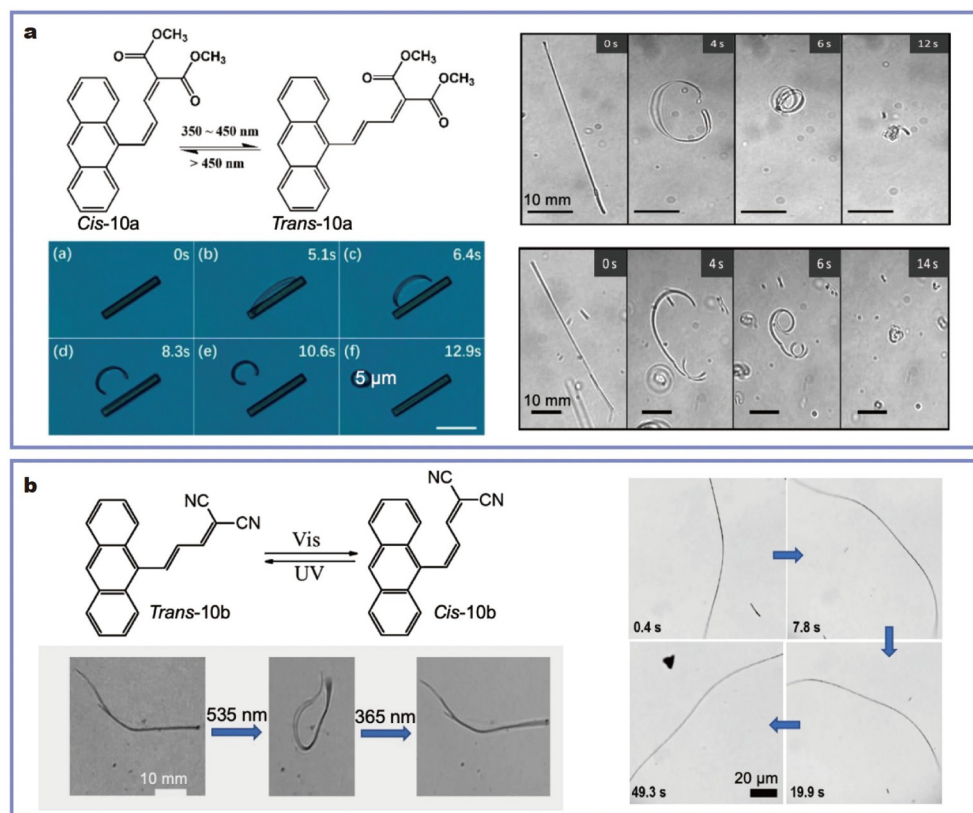 a
OCH₃
O
OCH₃
O
350 ~ 450 nm
> 450 nm
Cis-10a
O
OCH₃
OCH₃
O
Trans-10a
(a)
0s
(b)
5.1s
(c)
6.4s
(d)
8.3s
(e)
10.6s
(f)
12.9s
5 μm
0 s
4 s
6 s
12 s
10 mm
0 s
4 s
6 s
14 s
10 mm
b
NC
CN
Trans-10b
Vis
UV
NC
CN
Cis-10b
10 mm
535 nm
365 nm
0.4 s
7.8 s
49.3 s
20 μm
19.9 s